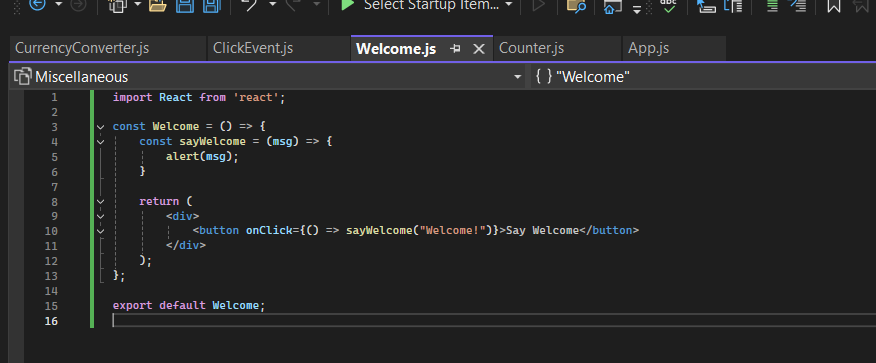 Select Startup Item...
abc
CurrencyConverter.js ClickEvent.js Welcome.js Counter.js App.js
Miscellaneous { } "Welcome"
1 import React from 'react';
2
3 const Welcome = () => {
4 const sayWelcome = (msg) => {
5 alert(msg);
6 }
7
8 return (
9 <div>
10 <button onClick={() => sayWelcome("Welcome!")}>Say Welcome</button>
11 </div>
12 );
13 };
14
15 export default Welcome;
16